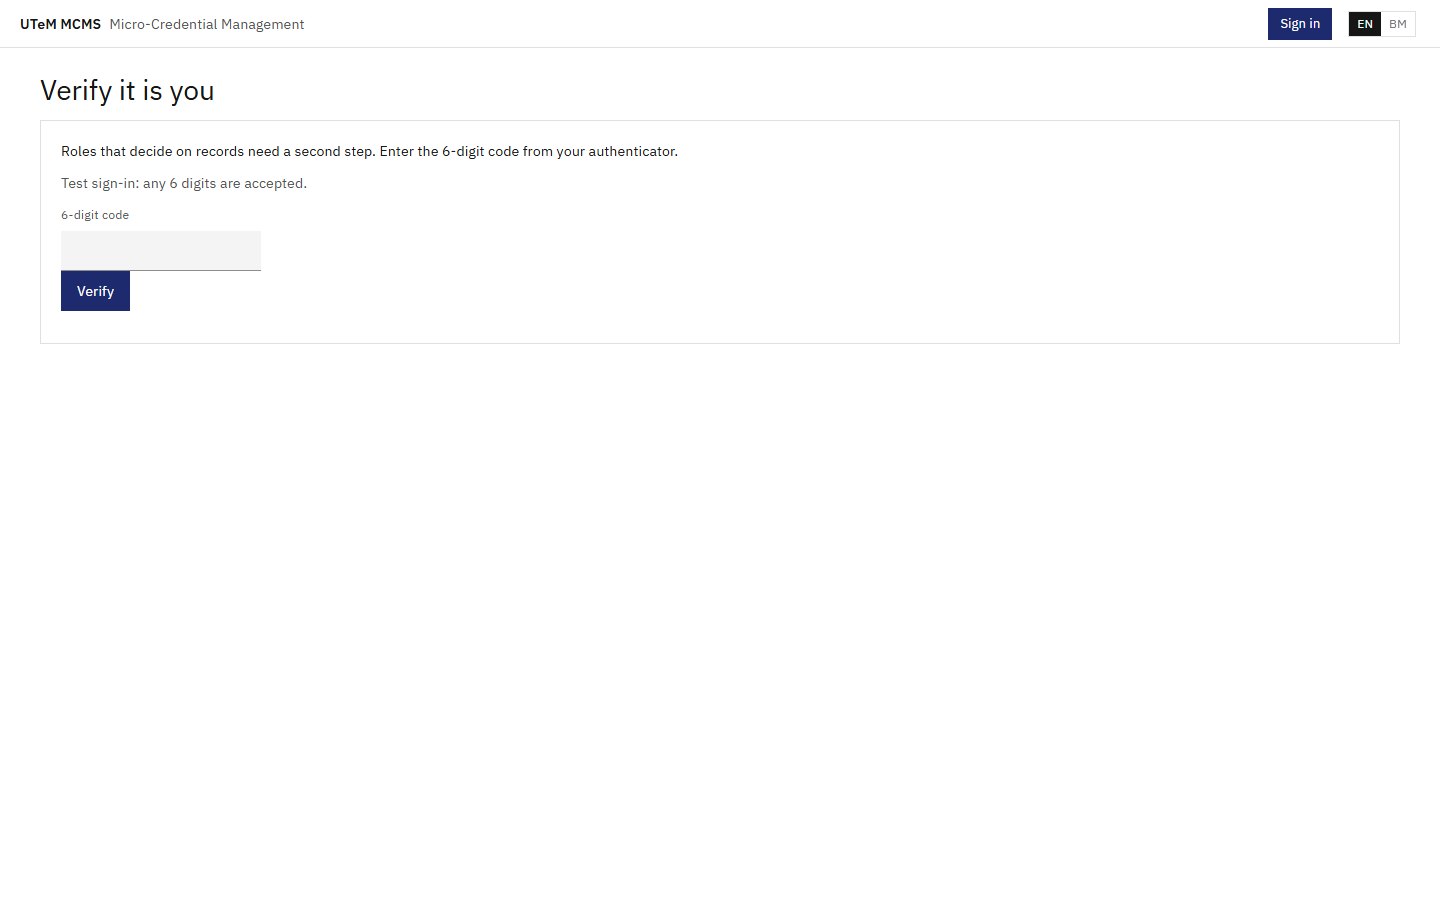 UTeM MCMS Micro-Credential Management Sign in EN BM
Verify it is you
Roles that decide on records need a second step. Enter the 6-digit code from your authenticator.
Test sign-in: any 6 digits are accepted.
6-digit code
Verify